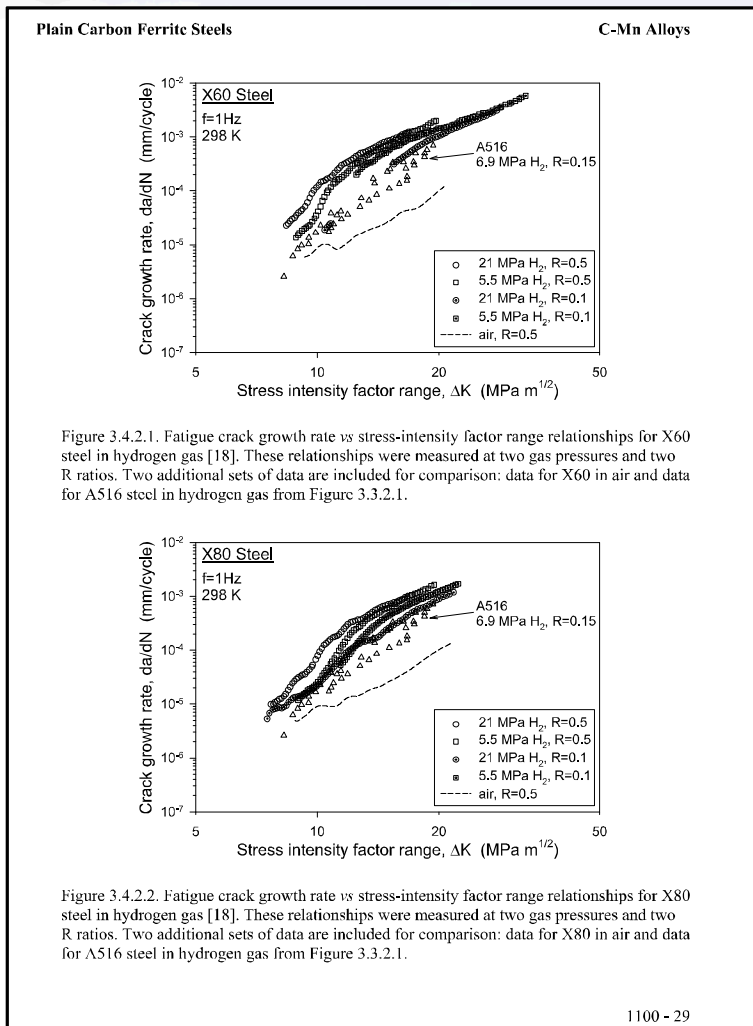 Plain Carbon Ferritc Steels C-Mn Alloys
10⁻²
X60 Steel
f=1Hz
298 K
10⁻³
A516
6.9 MPa H₂, R=0.15
10⁻⁴
10⁻⁵
21 MPa H₂, R=0.5
5.5 MPa H₂, R=0.5
10⁻⁶
21 MPa H₂, R=0.1
5.5 MPa H₂, R=0.1
air, R=0.5
10⁻⁷
Crack growth rate, da/dN (mm/cycle)
5 10 20 50
Stress intensity factor range, ΔK (MPa m¹/²)
Figure 3.4.2.1. Fatigue crack growth rate vs stress-intensity factor range relationships for X60
steel in hydrogen gas [18]. These relationships were measured at two gas pressures and two
R ratios. Two additional sets of data are included for comparison: data for X60 in air and data
for A516 steel in hydrogen gas from Figure 3.3.2.1.
10⁻²
X80 Steel
f=1Hz
298 K
10⁻³
A516
6.9 MPa H₂, R=0.15
10⁻⁴
10⁻⁵
21 MPa H₂, R=0.5
5.5 MPa H₂, R=0.5
10⁻⁶
21 MPa H₂, R=0.1
5.5 MPa H₂, R=0.1
air, R=0.5
10⁻⁷
Crack growth rate, da/dN (mm/cycle)
5 10 20 50
Stress intensity factor range, ΔK (MPa m¹/²)
Figure 3.4.2.2. Fatigue crack growth rate vs stress-intensity factor range relationships for X80
steel in hydrogen gas [18]. These relationships were measured at two gas pressures and two
R ratios. Two additional sets of data are included for comparison: data for X80 in air and data
for A516 steel in hydrogen gas from Figure 3.3.2.1.
1100 - 29